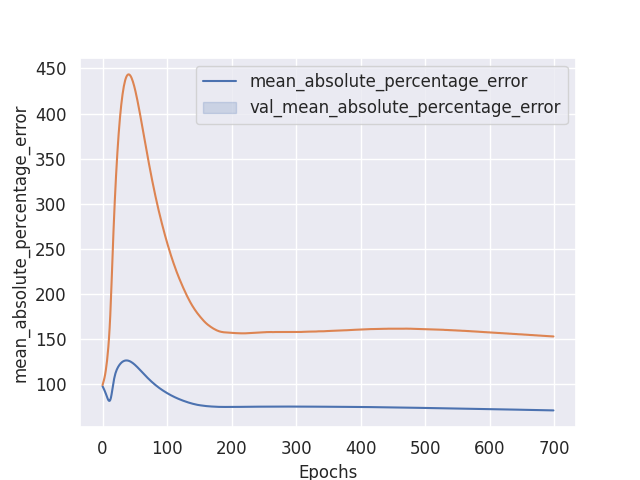 mean_absolute_percentage_error
val_mean_absolute_percentage_error
mean_absolute_percentage_error
450
400
350
300
250
200
150
100
0 100 200 300 400 500 600 700
Epochs